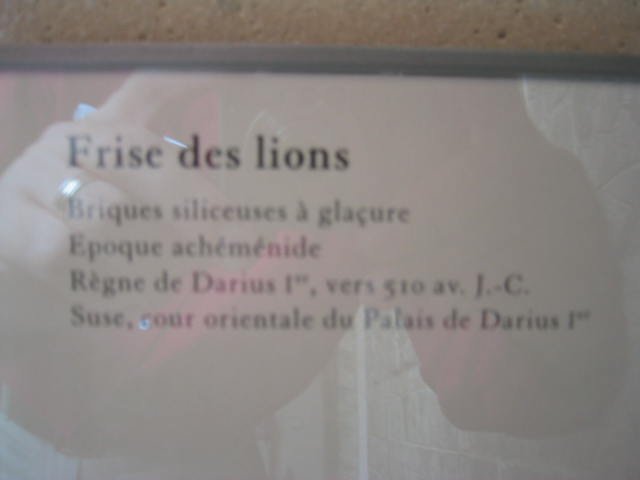 Frise des lions
Briques siliceuses à glaçure
Epoque achéménide
Règne de Darius Iᵉʳ, vers 510 av. J.-C.
Suse, cour orientale du Palais de Darius Iᵉʳ